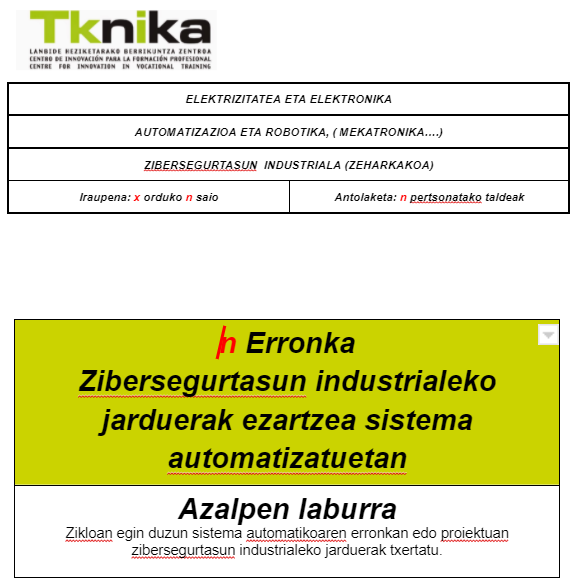 Tknika
LANBIDE HEZIKETARAKO BERRIKUNTZA ZENTROA
CENTRO DE INNOVACIÓN PARA LA FORMACIÓN PROFESIONAL
CENTRE FOR INNOVATION IN VOCATIONAL TRAINING
ELEKTRIZITATEA ETA ELEKTRONIKA
AUTOMATIZAZIOA ETA ROBOTIKA, ( MEKATRONIKA....)
ZIBERSEGURTASUN INDUSTRIALA (ZEHARKAKOA)
Iraupena: x orduko n saio
Antolaketa: n pertsonatako taldeak
n Erronka
Zibersegurtasun industrialeko
jarduerak ezartzea sistema
automatizatuetan
Azalpen laburra
Zikloan egin duzun sistema automatikoaren erronkan edo proiektuan
zibersegurtasun industrialeko jarduerak txertatu.